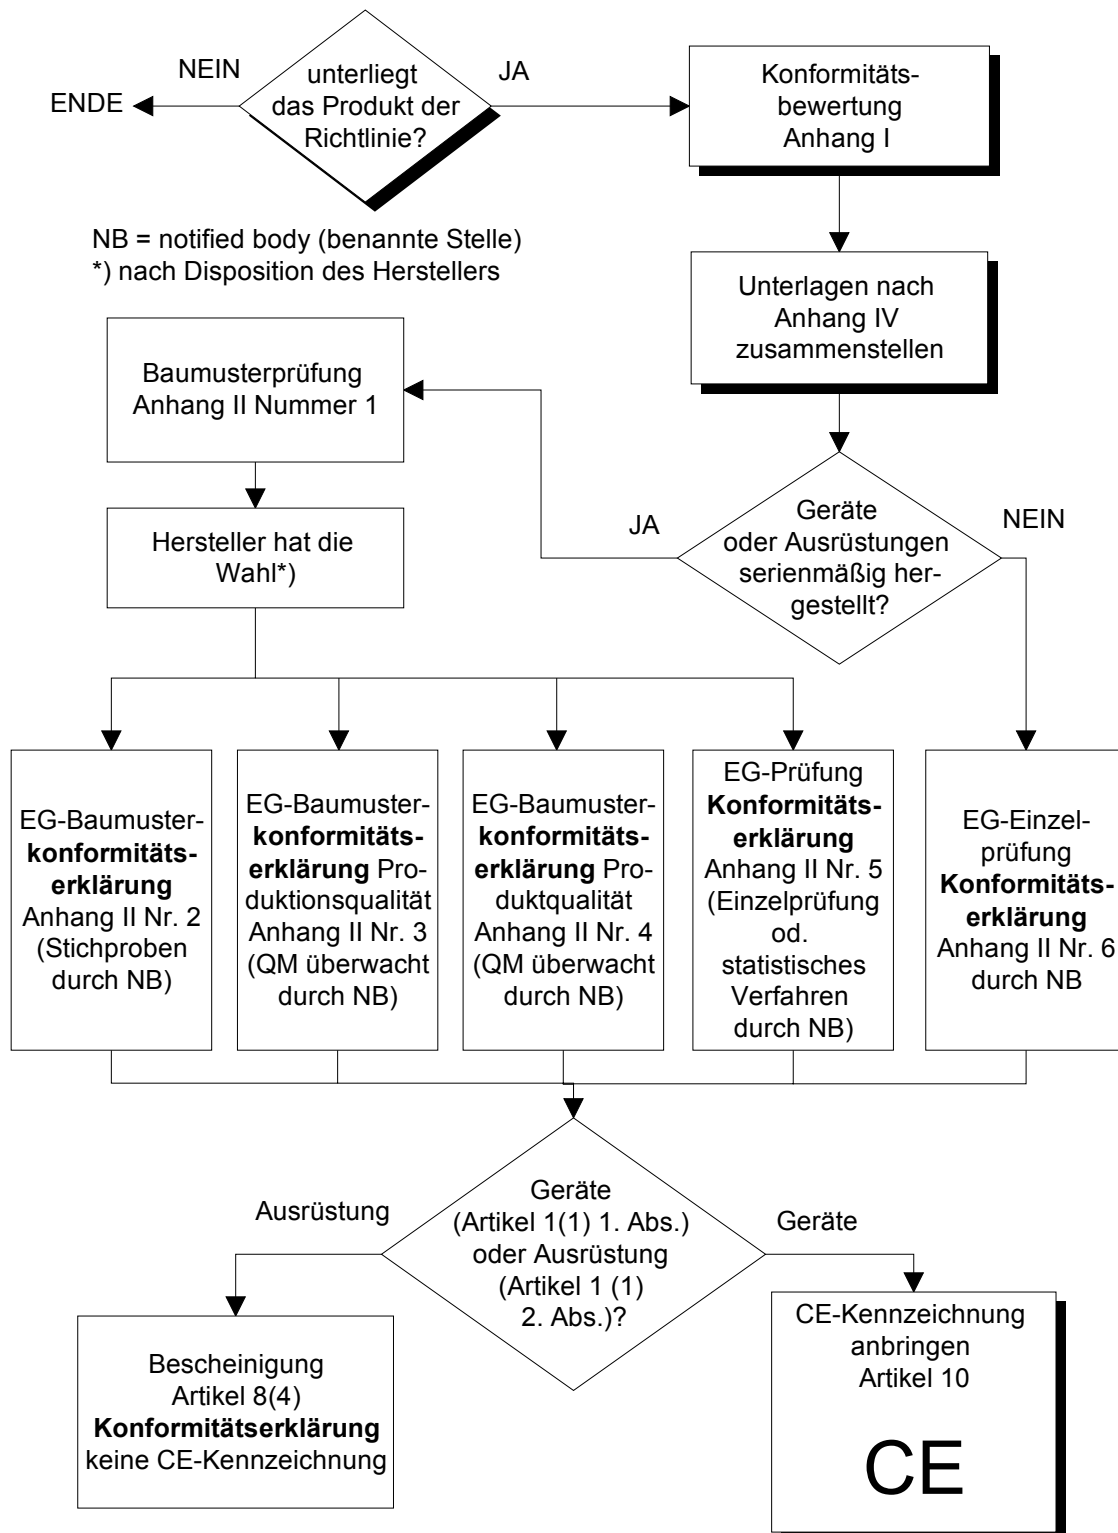 NEIN
unterliegt
das Produkt der
Richtlinie?
JA
ENDE
Konformitäts-
bewertung
Anhang I
NB = notified body (benannte Stelle)
*) nach Disposition des Herstellers
Unterlagen nach
Anhang IV
zusammenstellen
Baumusterprüfung
Anhang II Nummer 1
Hersteller hat die
Wahl*)
JA
Geräte
oder Ausrüstungen
serienmäßig her-
gestellt?
NEIN
EG-Baumuster-
konformitäts-
erklärung
Anhang II Nr. 2
(Stichproben
durch NB)
EG-Baumuster-
konformitäts-
erklärung Pro-
duktionsqualität
Anhang II Nr. 3
(QM überwacht
durch NB)
EG-Baumuster-
konformitäts-
erklärung Pro-
duktqualität
Anhang II Nr. 4
(QM überwacht
durch NB)
EG-Prüfung
Konformitäts-
erklärung
Anhang II Nr. 5
(Einzelprüfung
od.
statistisches
Verfahren
durch NB)
EG-Einzel-
prüfung
Konformitäts-
erklärung
Anhang II Nr. 6
durch NB
Ausrüstung
Geräte
(Artikel 1(1) 1. Abs.)
oder Ausrüstung
(Artikel 1 (1)
2. Abs.)?
Geräte
Bescheinigung
Artikel 8(4)
Konformitätserklärung
keine CE-Kennzeichnung
CE-Kennzeichnung
anbringen
Artikel 10
CE